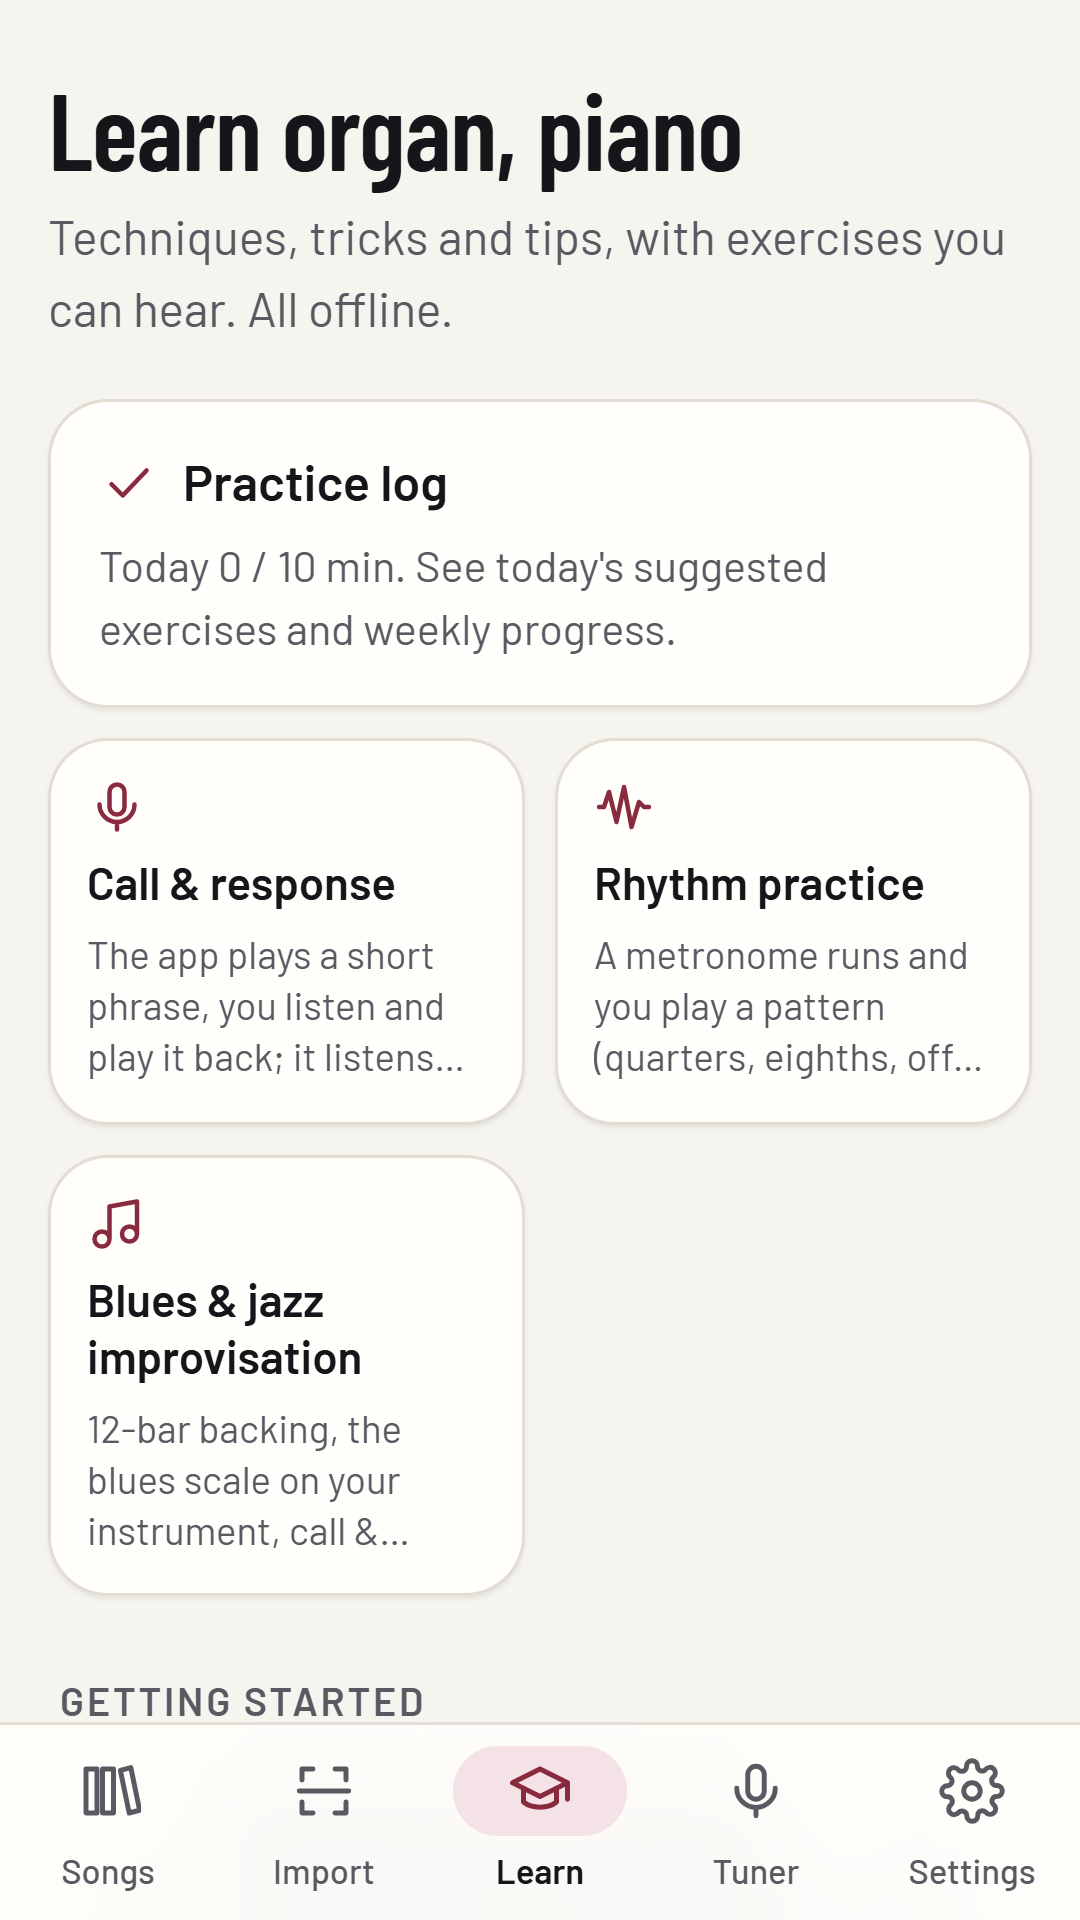 Learn organ, piano
Techniques, tricks and tips, with exercises you
can hear. All offline.
Practice log
Today 0 / 10 min. See today's suggested
exercises and weekly progress.
Call & response
The app plays a short
phrase, you listen and
play it back; it listens...
Rhythm practice
A metronome runs and
you play a pattern
(quarters, eighths, off...
Blues & jazz
improvisation
12-bar backing, the
blues scale on your
instrument, call &...
GETTING STARTED
Songs
Import
Learn
Tuner
Settings